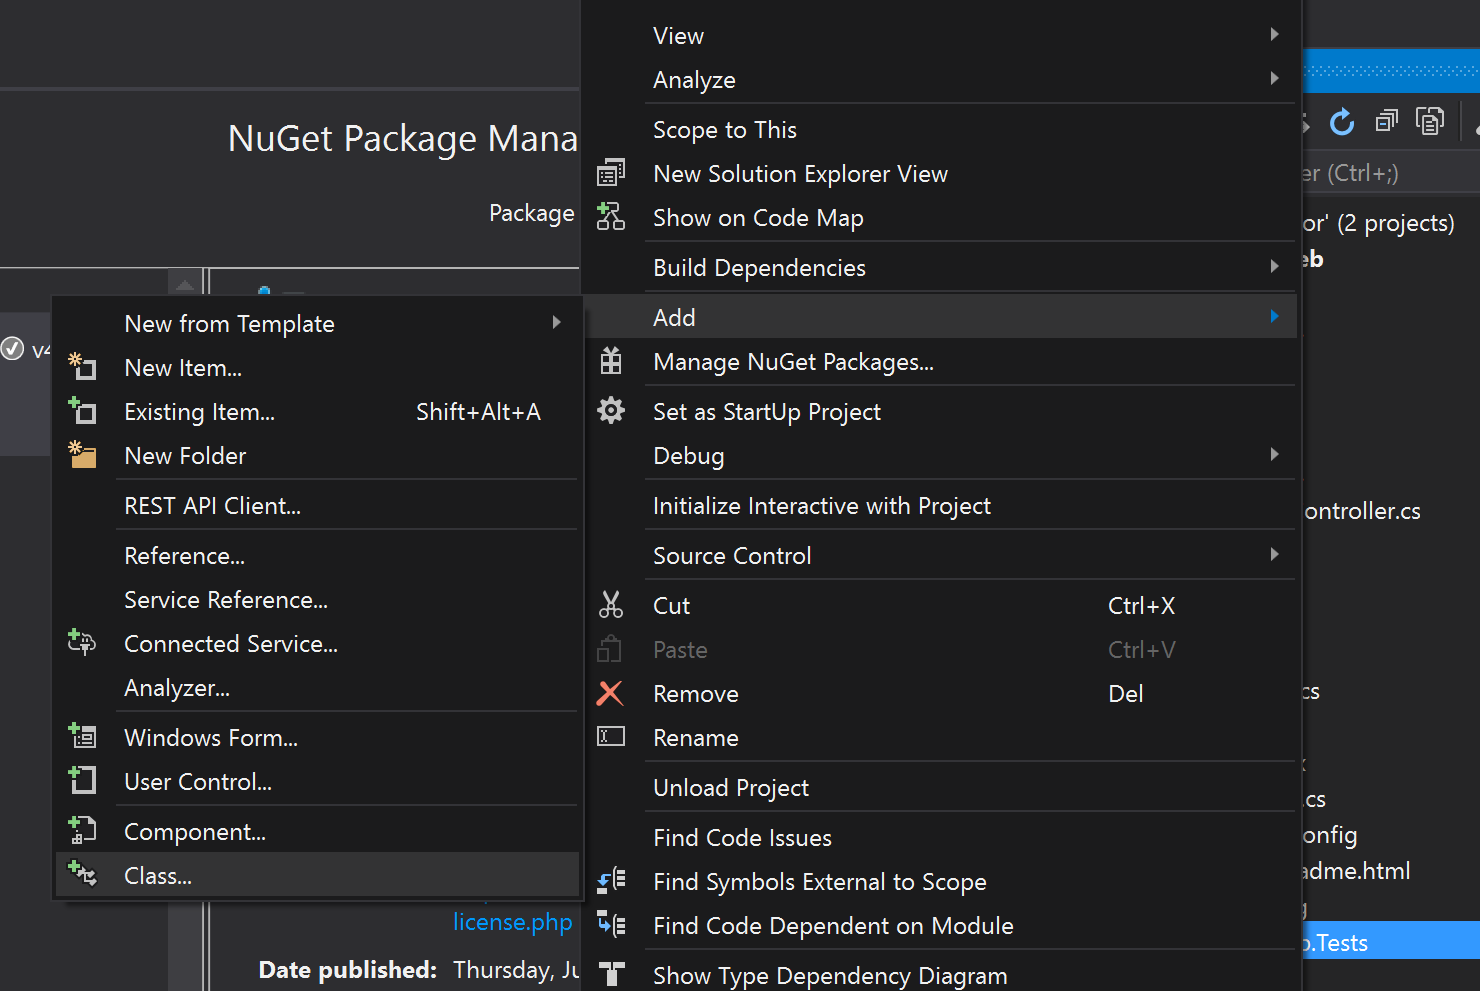 NuGet Package Mana
Package
v4
New from Template
New Item...
Existing Item... Shift+Alt+A
New Folder
REST API Client...
Reference...
Service Reference...
Connected Service...
Analyzer...
Windows Form...
User Control...
Component...
Class...
license.php
Date published: Thursday, Ju
View
Analyze
Scope to This
New Solution Explorer View
Show on Code Map
Build Dependencies
Add
Manage NuGet Packages...
Set as StartUp Project
Debug
Initialize Interactive with Project
Source Control
Cut Ctrl+X
Paste Ctrl+V
Remove Del
Rename
Unload Project
Find Code Issues
Find Symbols External to Scope
Find Code Dependent on Module
Show Type Dependency Diagram
er (Ctrl+;)
or' (2 projects)
eb
ontroller.cs
cs
.cs
onfig
adme.html
g
o.Tests